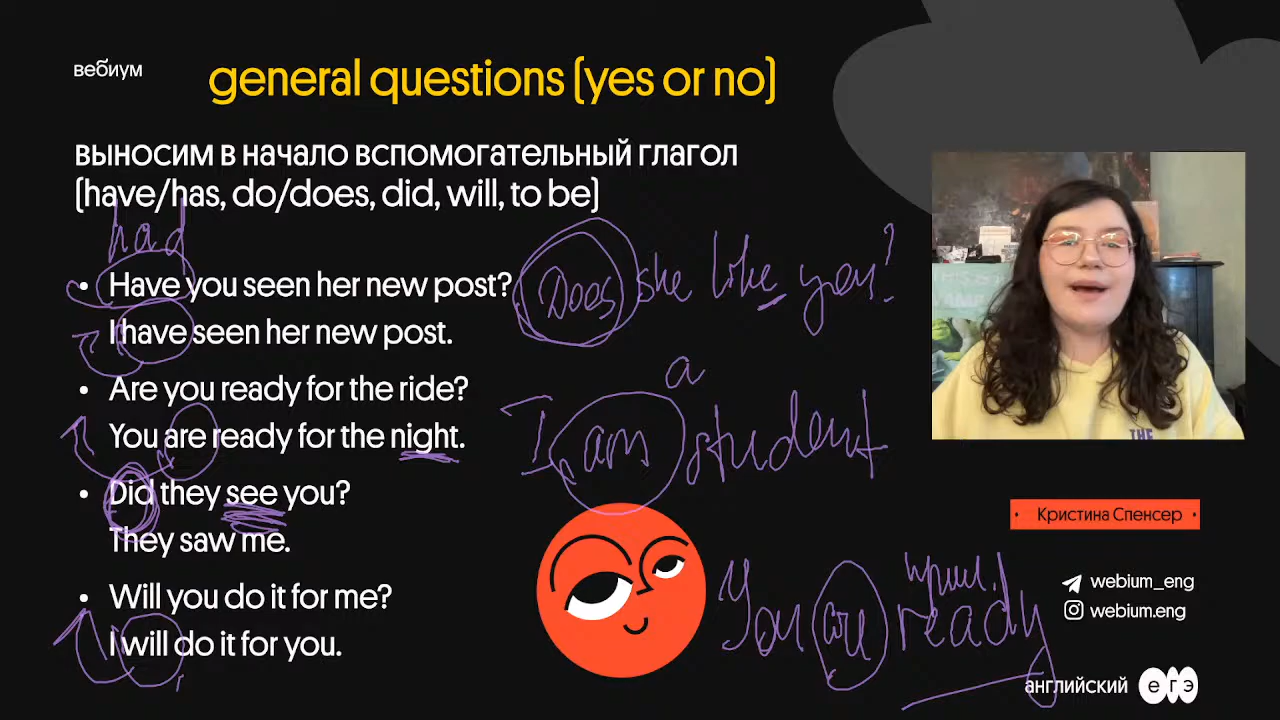 вебиум
general questions (yes or no)
выносим в начало вспомогательный глагол
(have/has, do/does, did, will, to be)
had
• Have you seen her new post?
I have seen her new post.
Does she like you?
• Are you ready for the ride?
You are ready for the night.
a
I am student
• Did they see you?
They saw me.
• Will you do it for me?
I will do it for you.
прил.
You are ready
THIS IS
THE
• Кристина Спенсер •
webium_eng
webium.eng
английский егэ